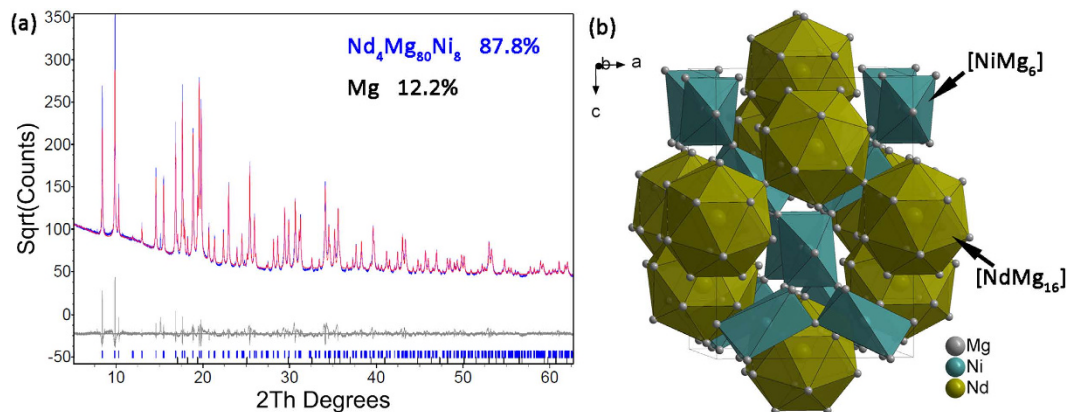 (a)
Sqrt(Counts)
350
300
250
200
150
100
50
0
-50
Nd4Mg80Ni8 87.8%
Mg 12.2%
10 20 30 40 50 60
2Th Degrees
(b)
b a
c
[NiMg6]
[NdMg16]
Mg
Ni
Nd